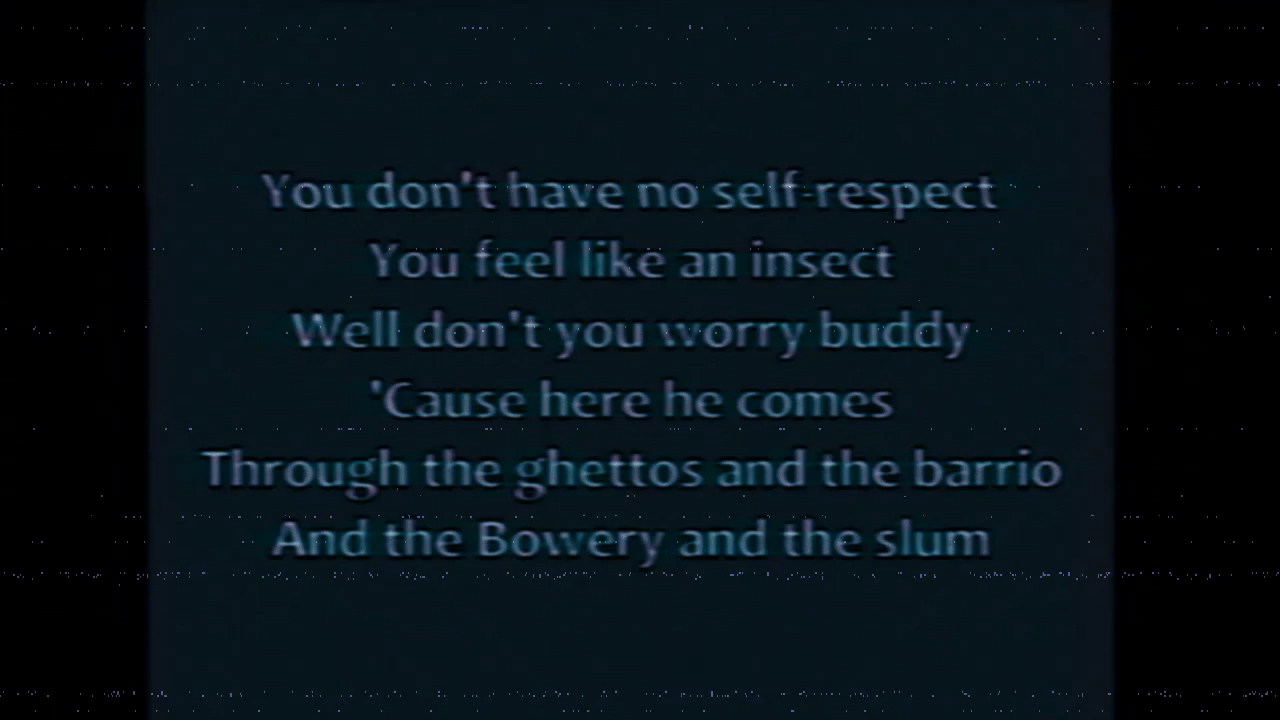 You don't have no self-respect
You feel like an insect
Well don't you worry buddy
'Cause here he comes
Through the ghettos and the barrio
And the Bowery and the slum